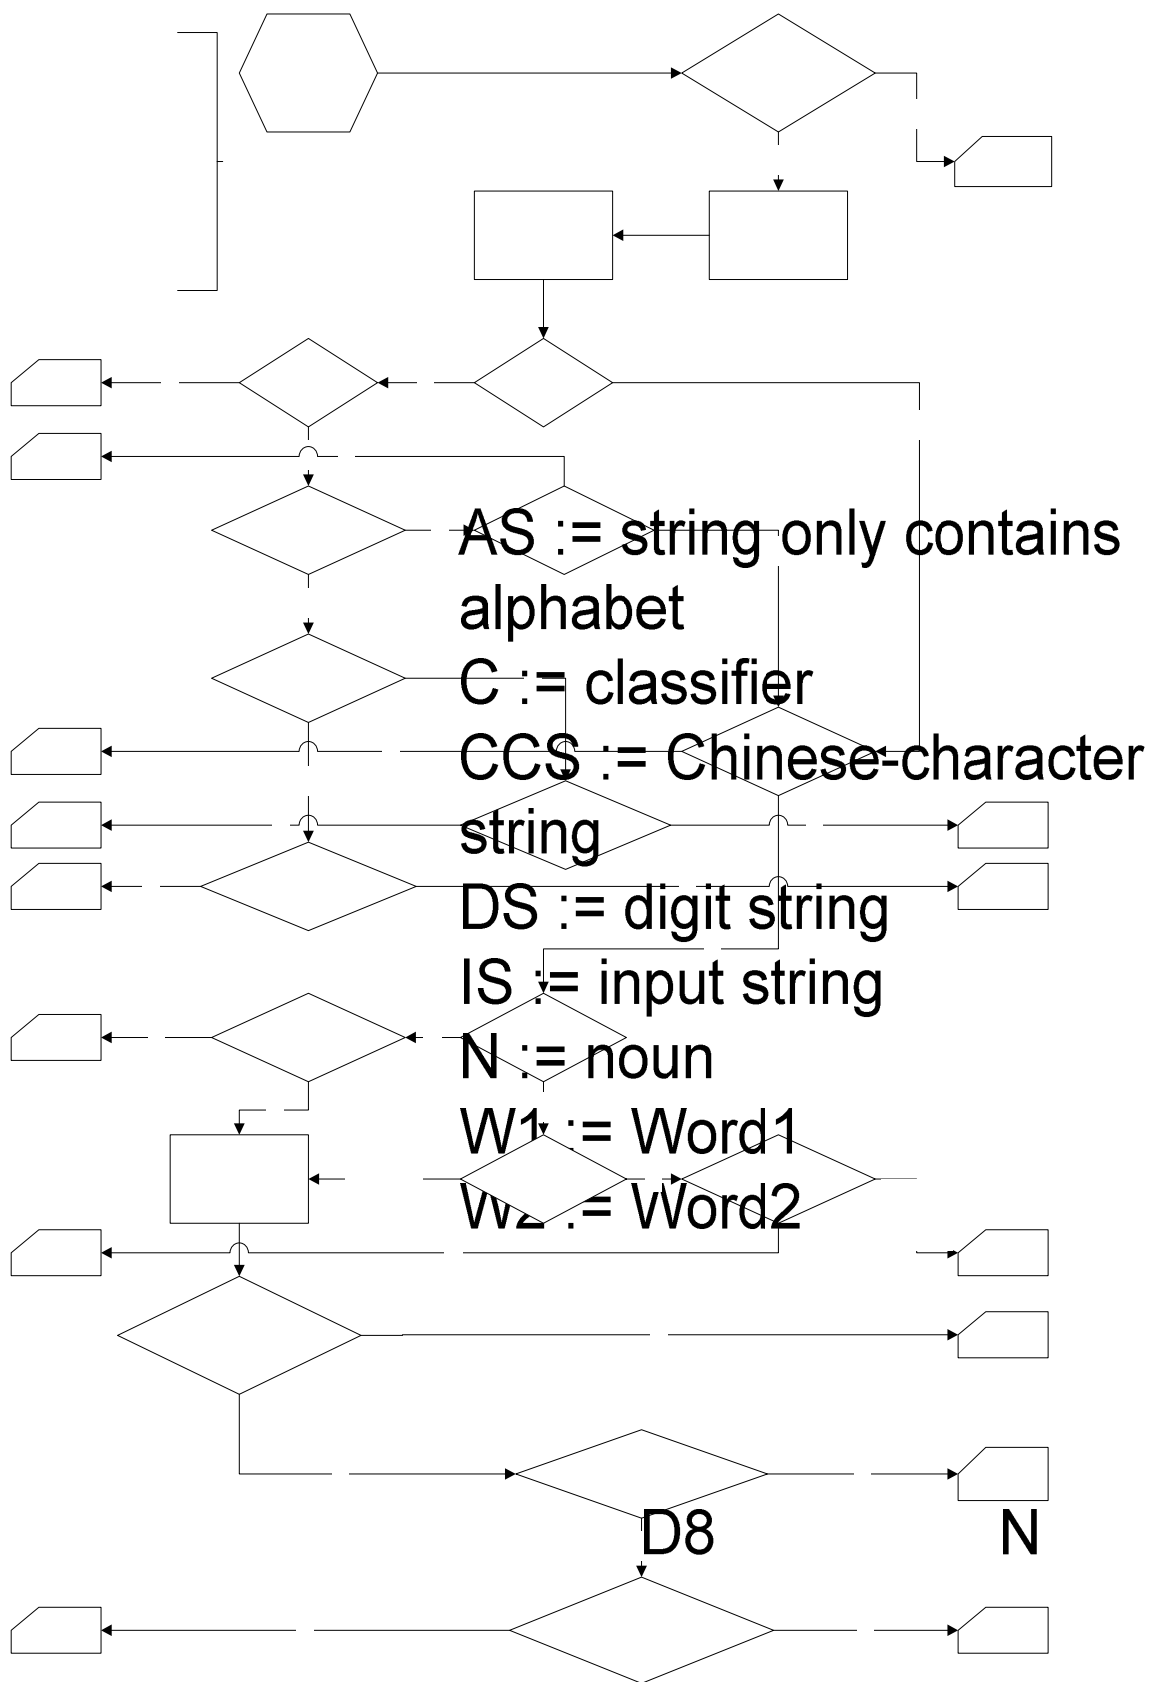 AS := string only contains
alphabet
C := classifier
CCS := Chinese-character
string
DS := digit string
IS := input string
N := noun
W1 := Word1
W2 := Word2
D8 N